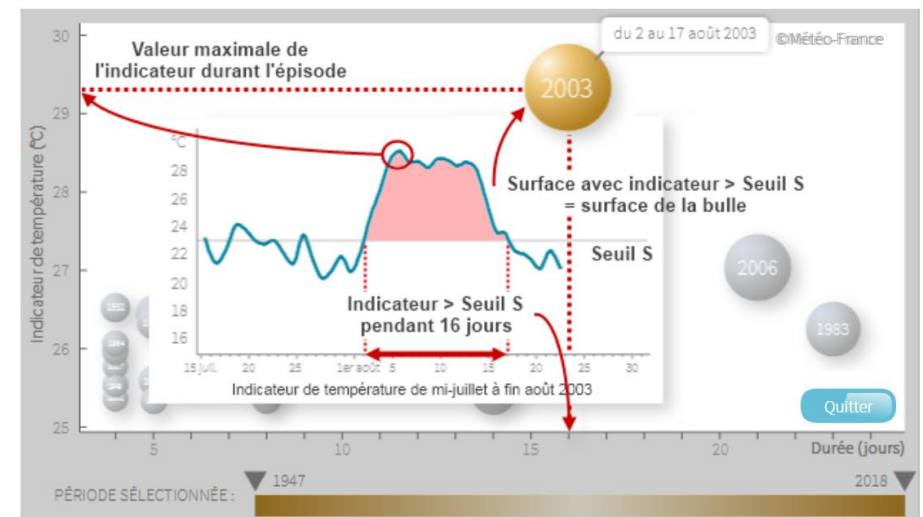 30
29
28
27
26
25
Indicateur de température (°C)
Valeur maximale de
l'indicateur durant l'épisode
du 2 au 17 août 2003
©Météo-France
2003
°C
28
26
24
22
20
18
16
Surface avec indicateur > Seuil S
= surface de la bulle
Seuil S
Indicateur > Seuil S
pendant 16 jours
15 juil.
20
25
1er août
5
10
15
20
25
30
Indicateur de température de mi-juillet à fin août 2003
2006
1983
Quitter
5
10
15
20
Durée (jours)
PÉRIODE SÉLECTIONNÉE :
1947
2018